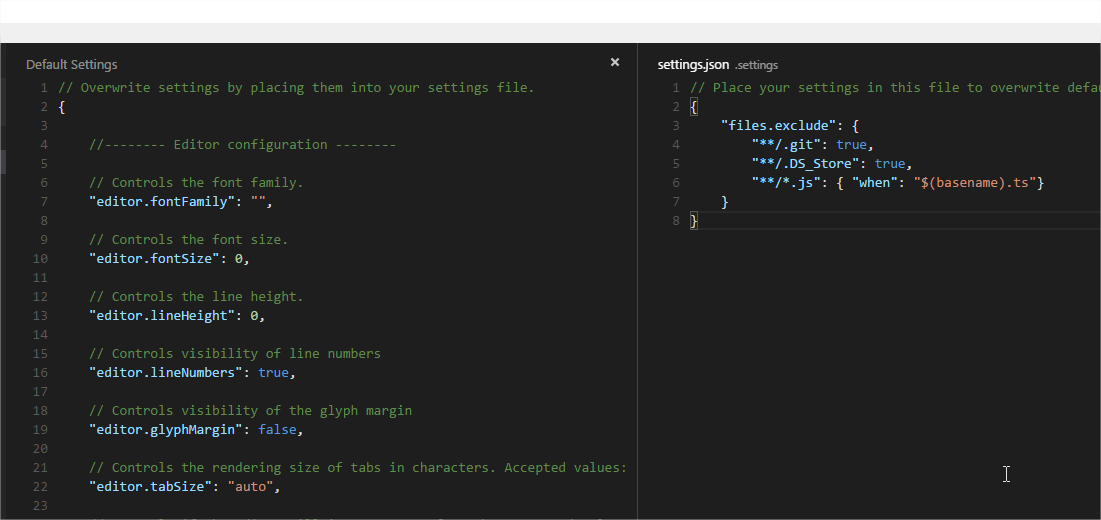 Default Settings ×
1 // Overwrite settings by placing them into your settings file.
2 {
3
4 //-------- Editor configuration --------
5
6 // Controls the font family.
7 "editor.fontFamily": "",
8
9 // Controls the font size.
10 "editor.fontSize": 0,
11
12 // Controls the line height.
13 "editor.lineHeight": 0,
14
15 // Controls visibility of line numbers
16 "editor.lineNumbers": true,
17
18 // Controls visibility of the glyph margin
19 "editor.glyphMargin": false,
20
21 // Controls the rendering size of tabs in characters. Accepted values:
22 "editor.tabSize": "auto",
23
settings.json .settings
1 // Place your settings in this file to overwrite defau
2 {
3 "files.exclude": {
4 "**/.git": true,
5 "**/.DS_Store": true,
6 "**/*.js": { "when": "$(basename).ts"}
7 }
8 }